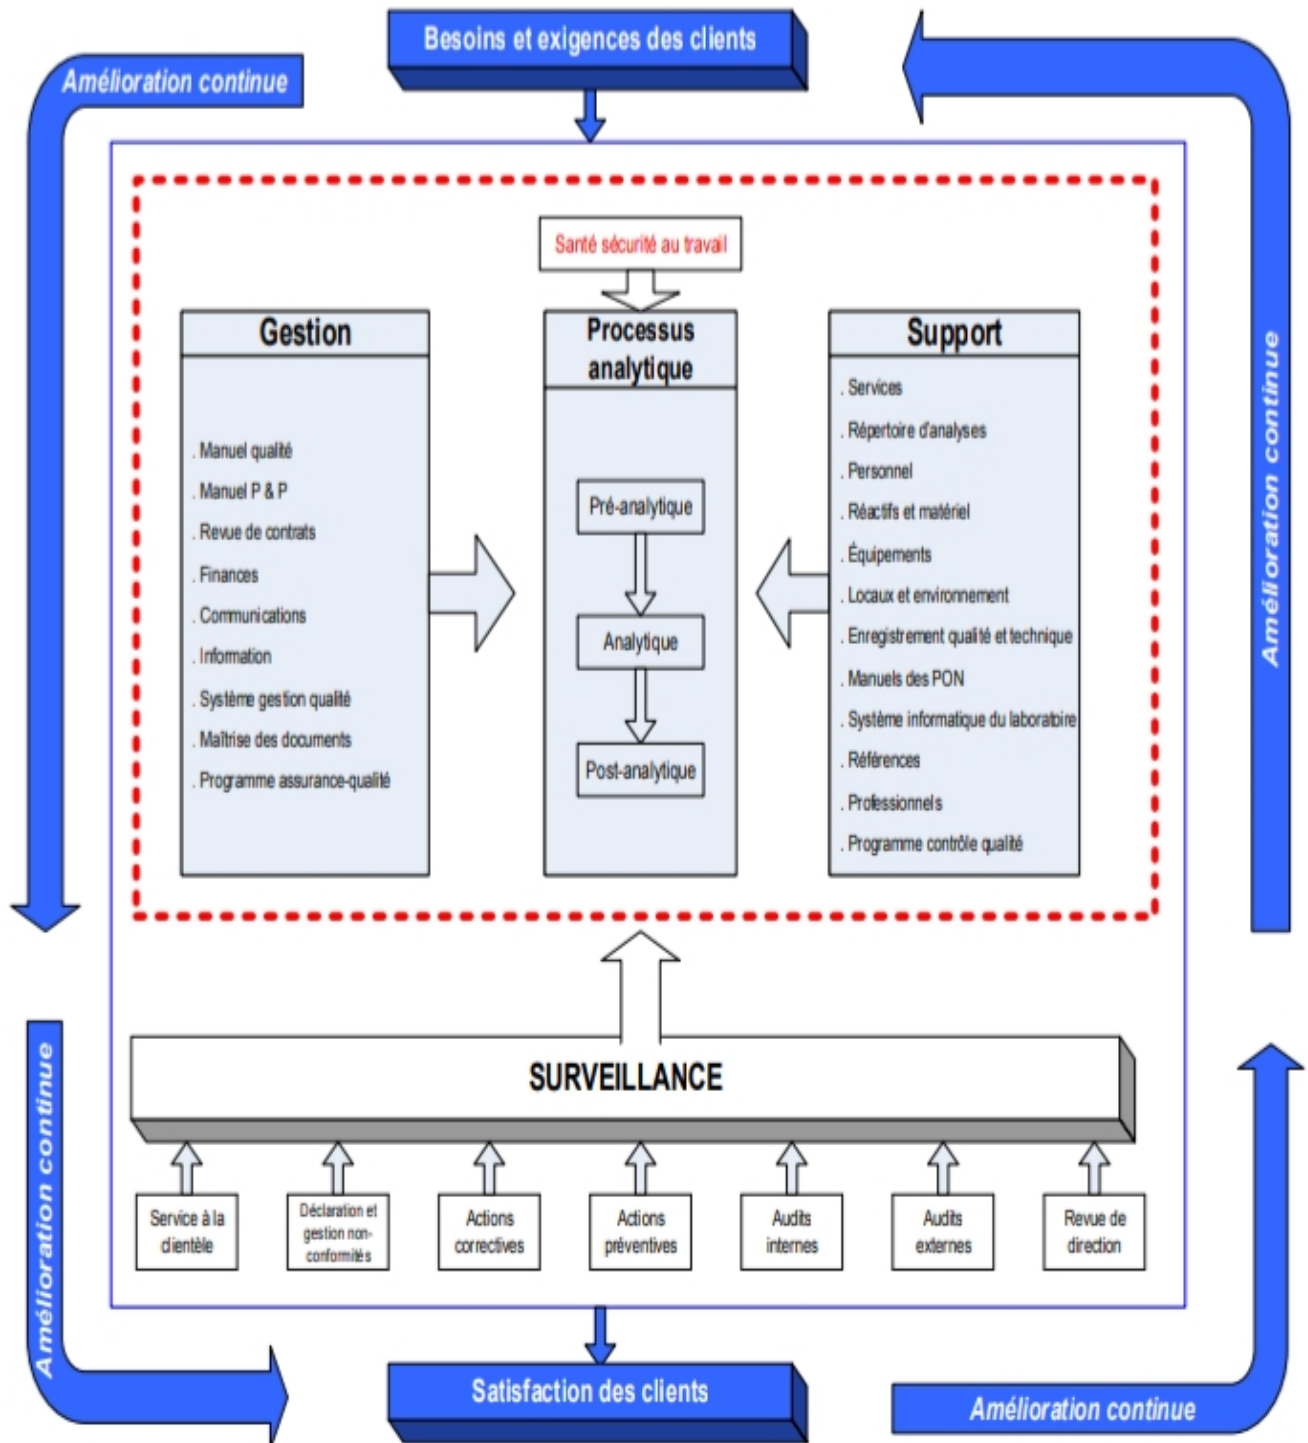 Besoins et exigences des clients
Amélioration continue
Santé sécurité au travail
Gestion
. Manuel qualité
. Manuel P & P
. Revue de contrats
. Finances
. Communications
. Information
. Système gestion qualité
. Maîtrise des documents
. Programme assurance-qualité
Processus
analytique
Pré-analytique
Analytique
Post-analytique
Support
. Services
. Répertoire d'analyses
. Personnel
. Réactifs et matériel
. Équipements
. Locaux et environnement
. Enregistrement qualité et technique
. Manuels des PON
. Système informatique du laboratoire
. Références
. Professionnels
. Programme contrôle qualité
Amélioration continue
SURVEILLANCE
Service à la
clientèle
Déclaration et
gestion non-
conformités
Actions
correctives
Actions
préventives
Audits
internes
Audits
externes
Revue de
direction
Amélioration continue
Satisfaction des clients
Amélioration continue